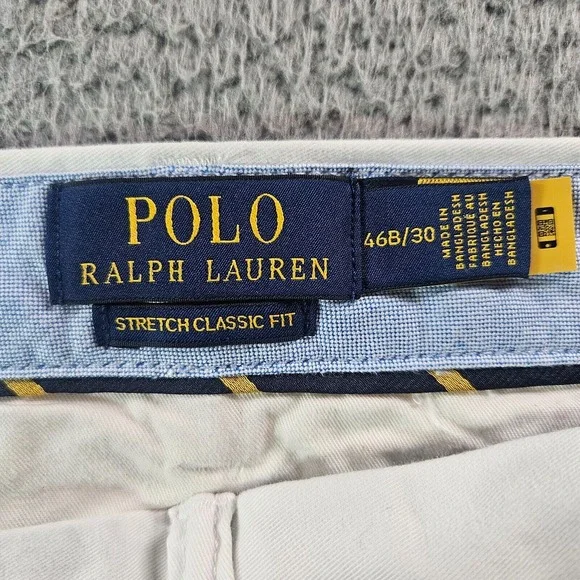 POLO
RALPH LAUREN
STRETCH CLASSIC FIT
46B/30
MADE IN
BANGLADESH
FABRIQUÉ AU
BANGLADESH
HECHO EN
BANGLADESH